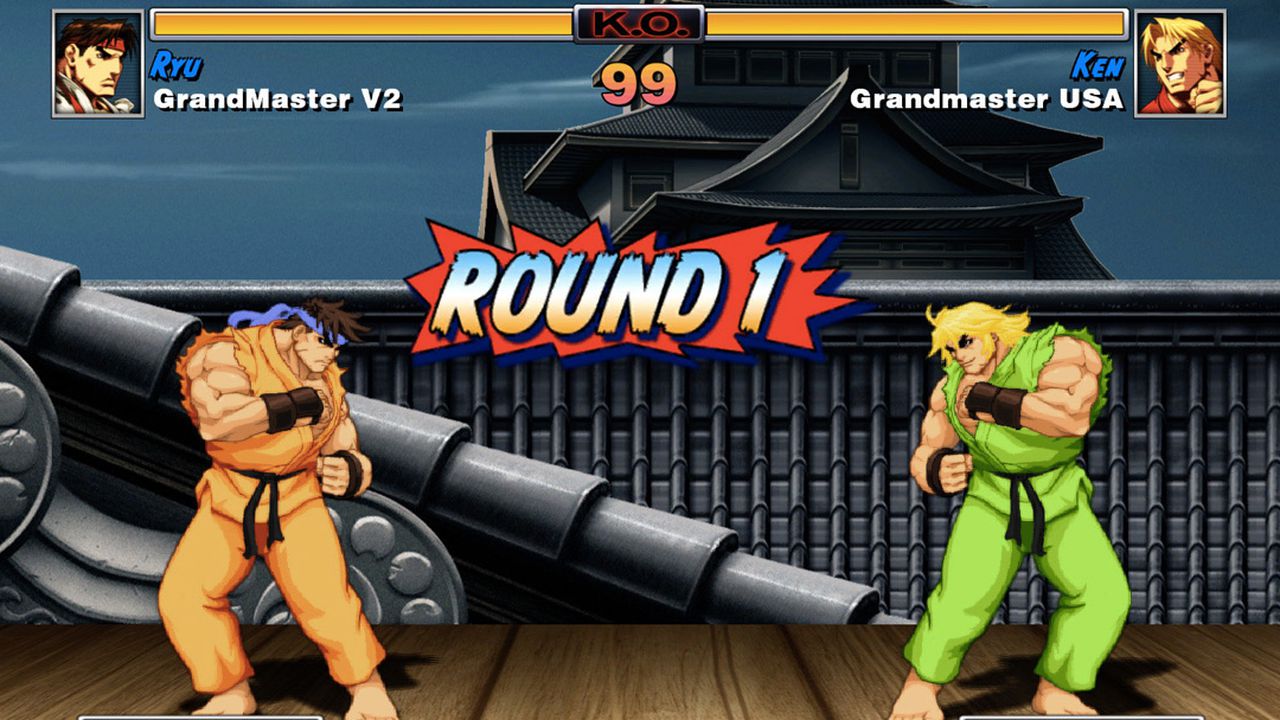 K.O.
Ryu
Ken
99
GrandMaster V2
Grandmaster USA
ROUND 1